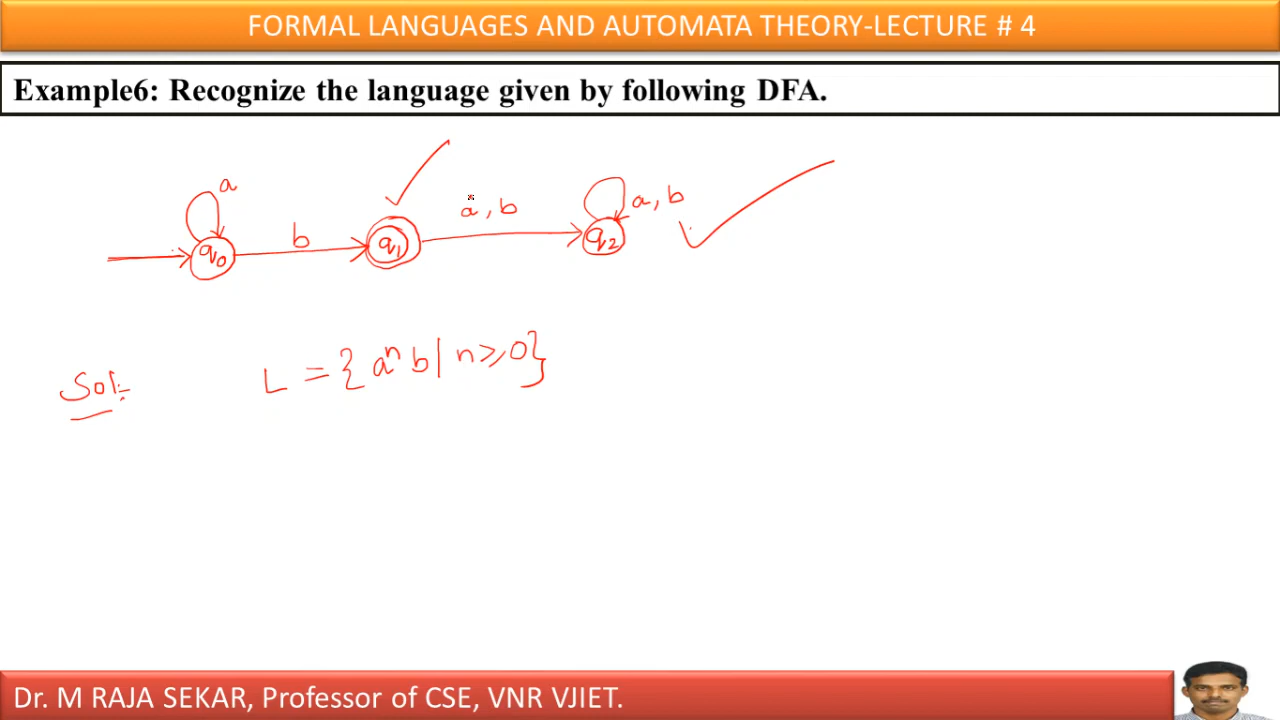 FORMAL LANGUAGES AND AUTOMATA THEORY-LECTURE # 4
Example6: Recognize the language given by following DFA.
a
a, b
a, b
b
q₀
q₁
q₂
L = {aⁿb | n ≥ 0}
Sol:
Dr. M RAJA SEKAR, Professor of CSE, VNR VJIET.